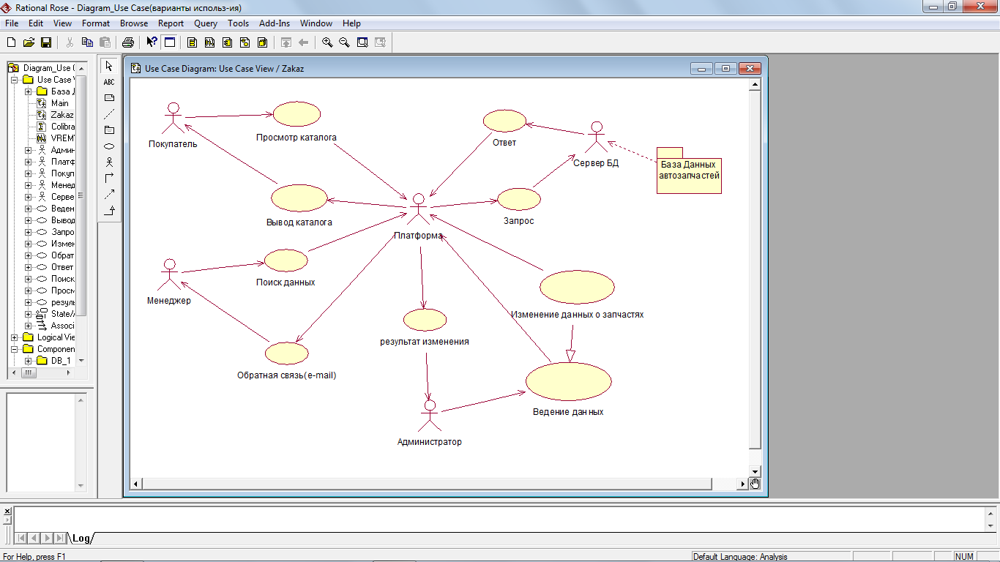 Rational Rose - Diagram_Use Case(варианты использ-ия)
File Edit View Format Browse Report Query Tools Add-Ins Window Help
Diagram_Use (
Use Case
База
Main
Zakaz
Colibra
VREM
Админ
Платф
Покуп
Менед
Серве
Веден
Вывод
Запро
Измен
Обрат
Ответ
Поиск
Просм
резуль
State/
Associ
Logical Vie
Component
DB_1
ABC
Use Case Diagram: Use Case View / Zakaz
Покупатель
Просмотр каталога
Ответ
Сервер БД
База Данных
автозапчастей
Вывод каталога
Запрос
Платформа
Поиск данных
Менеджер
Изменение данных о запчастях
результат изменения
Обратная связь(e-mail)
Ведение данных
Администратор
Log
For Help, press F1
Default Language: Analysis
NUM